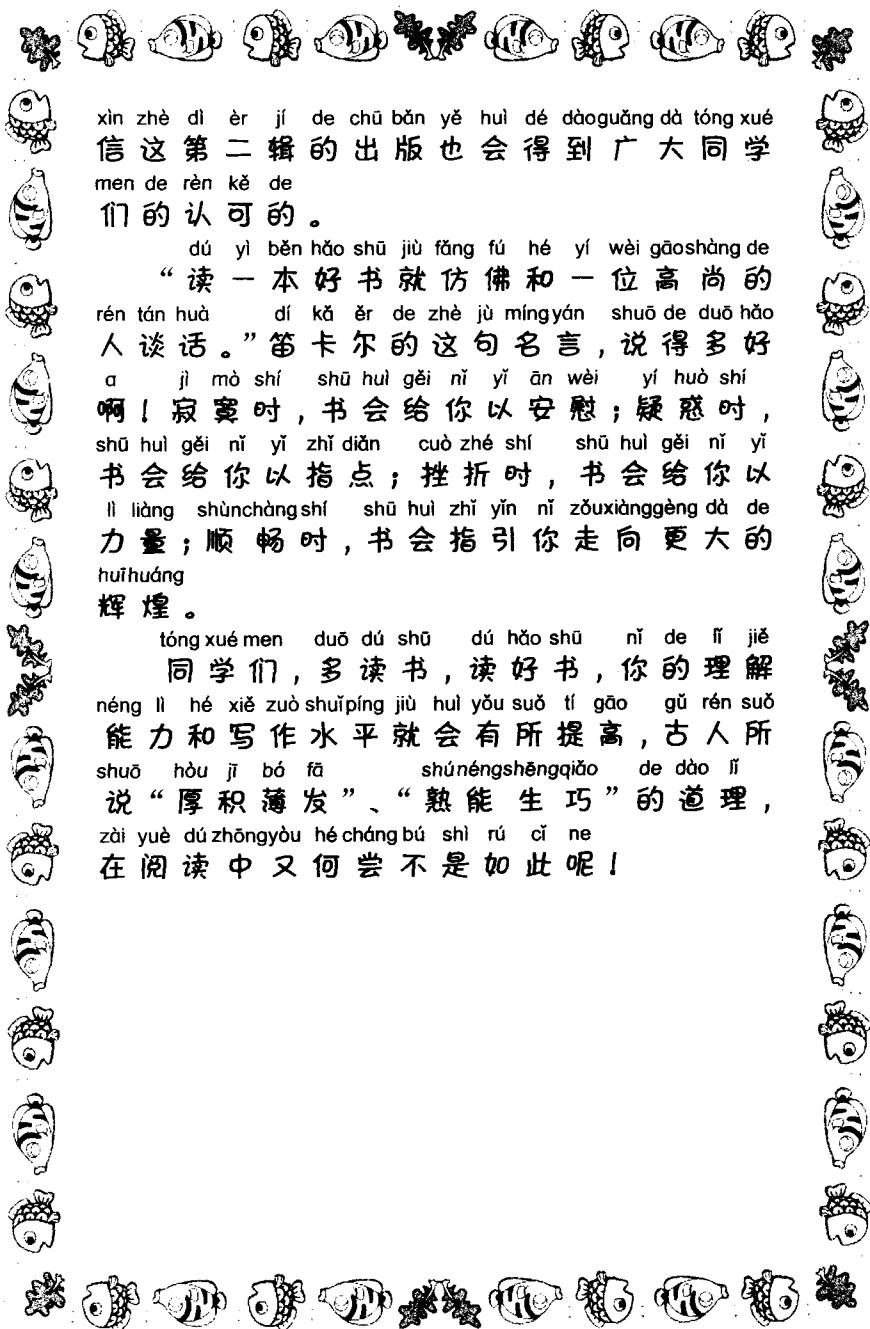 xìn zhè dì èr jí de chū bǎn yě huì dé dàoguǎng dà tóng xué
信这第二辑的出版也会得到广大同学
men de rèn kě de
们的认可的。
dú yì běn hǎo shū jiù fǎng fú hé yí wèi gāoshàng de
“读一本好书就仿佛和一位高尚的
rén tán huà dí kǎ ěr de zhè jù míngyán shuō de duō hǎo
人谈话。”笛卡尔的这句名言,说得多好
a jì mò shí shū huì gěi nǐ yǐ ān wèi yí huò shí
啊!寂寞时,书会给你以安慰;疑惑时,
shū huì gěi nǐ yǐ zhǐ diǎn cuò zhé shí shū huì gěi nǐ yǐ
书会给你以指点;挫折时,书会给你以
lì liàng shùnchàngshí shū huì zhǐ yǐn nǐ zǒuxiànggèng dà de
力量;顺畅时,书会指引你走向更大的
huīhuáng
辉煌。
tóng xué men duō dú shū dú hǎo shū nǐ de lǐ jiě
同学们,多读书,读好书,你的理解
néng lì hé xiě zuò shuǐpíng jiù huì yǒu suǒ tí gāo gǔ rén suǒ
能力和写作水平就会有所提高,古人所
shuō hòu jī bó fā shúnéngshēngqiǎo de dào lǐ
说“厚积薄发”、“熟能生巧”的道理,
zài yuè dú zhōngyòu hé cháng bú shì rú cǐ ne
在阅读中又何尝不是如此呢!